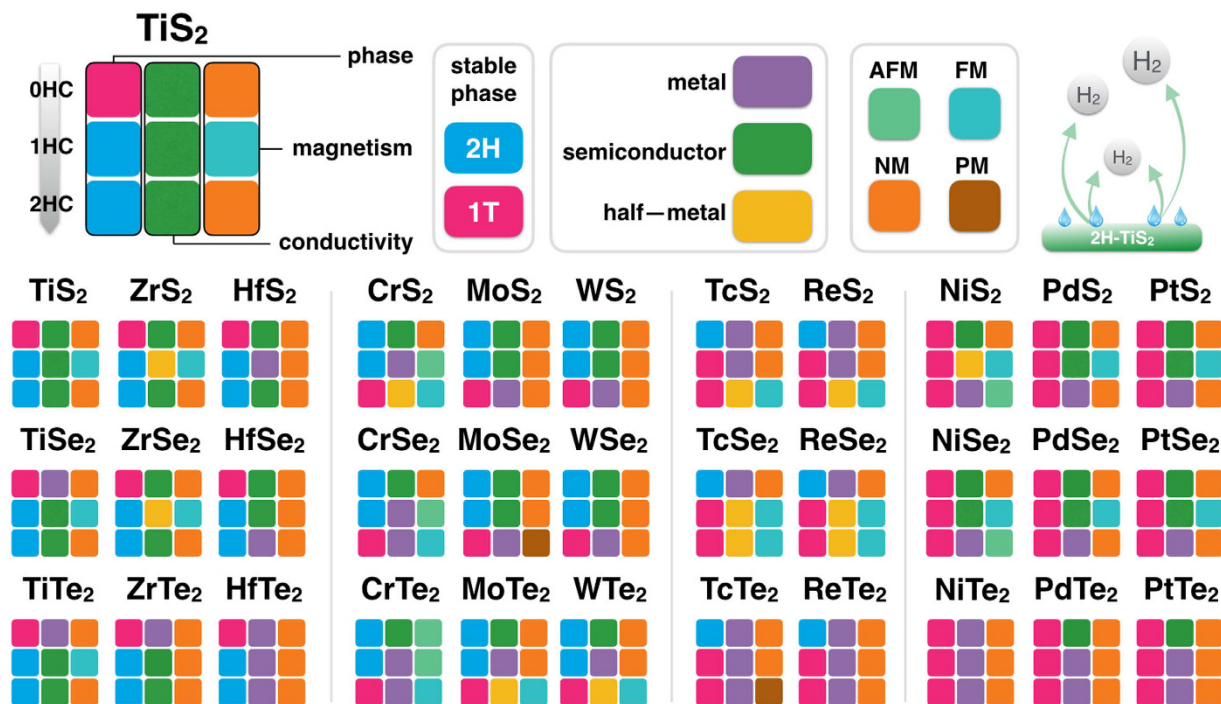 TiS₂
phase
0HC
1HC
magnetism
2HC
conductivity
stable
phase
2H
1T
metal
semiconductor
half—metal
AFM FM
NM PM
H₂
H₂
H₂
2H-TiS₂
TiS₂ ZrS₂ HfS₂ CrS₂ MoS₂ WS₂ TcS₂ ReS₂ NiS₂ PdS₂ PtS₂
TiSe₂ ZrSe₂ HfSe₂ CrSe₂ MoSe₂ WSe₂ TcSe₂ ReSe₂ NiSe₂ PdSe₂ PtSe₂
TiTe₂ ZrTe₂ HfTe₂ CrTe₂ MoTe₂ WTe₂ TcTe₂ ReTe₂ NiTe₂ PdTe₂ PtTe₂